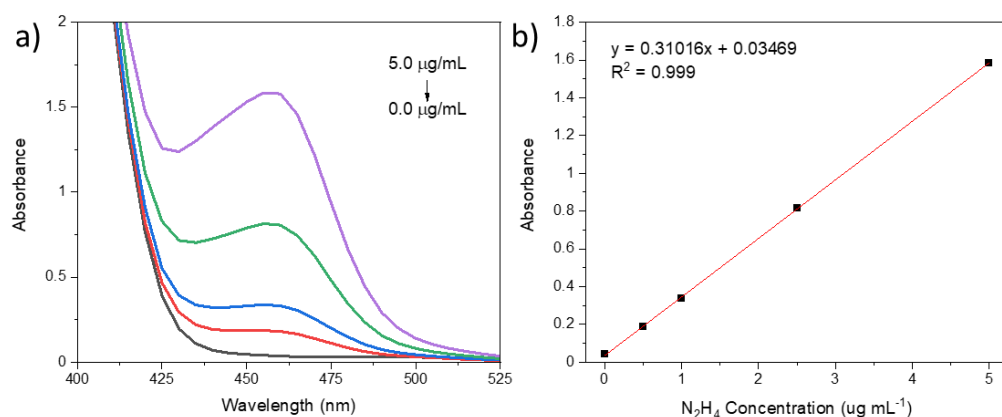 a)
2
1.5
1
0.5
0
400
425
450
475
500
525
Absorbance
Wavelength (nm)
5.0 μg/mL
0.0 μg/mL
b)
1.8
1.6
1.4
1.2
1
0.8
0.6
0.4
0.2
0
0
1
2
3
4
5
Absorbance
N₂H₄ Concentration (ug mL⁻¹)
y = 0.31016x + 0.03469
R² = 0.999